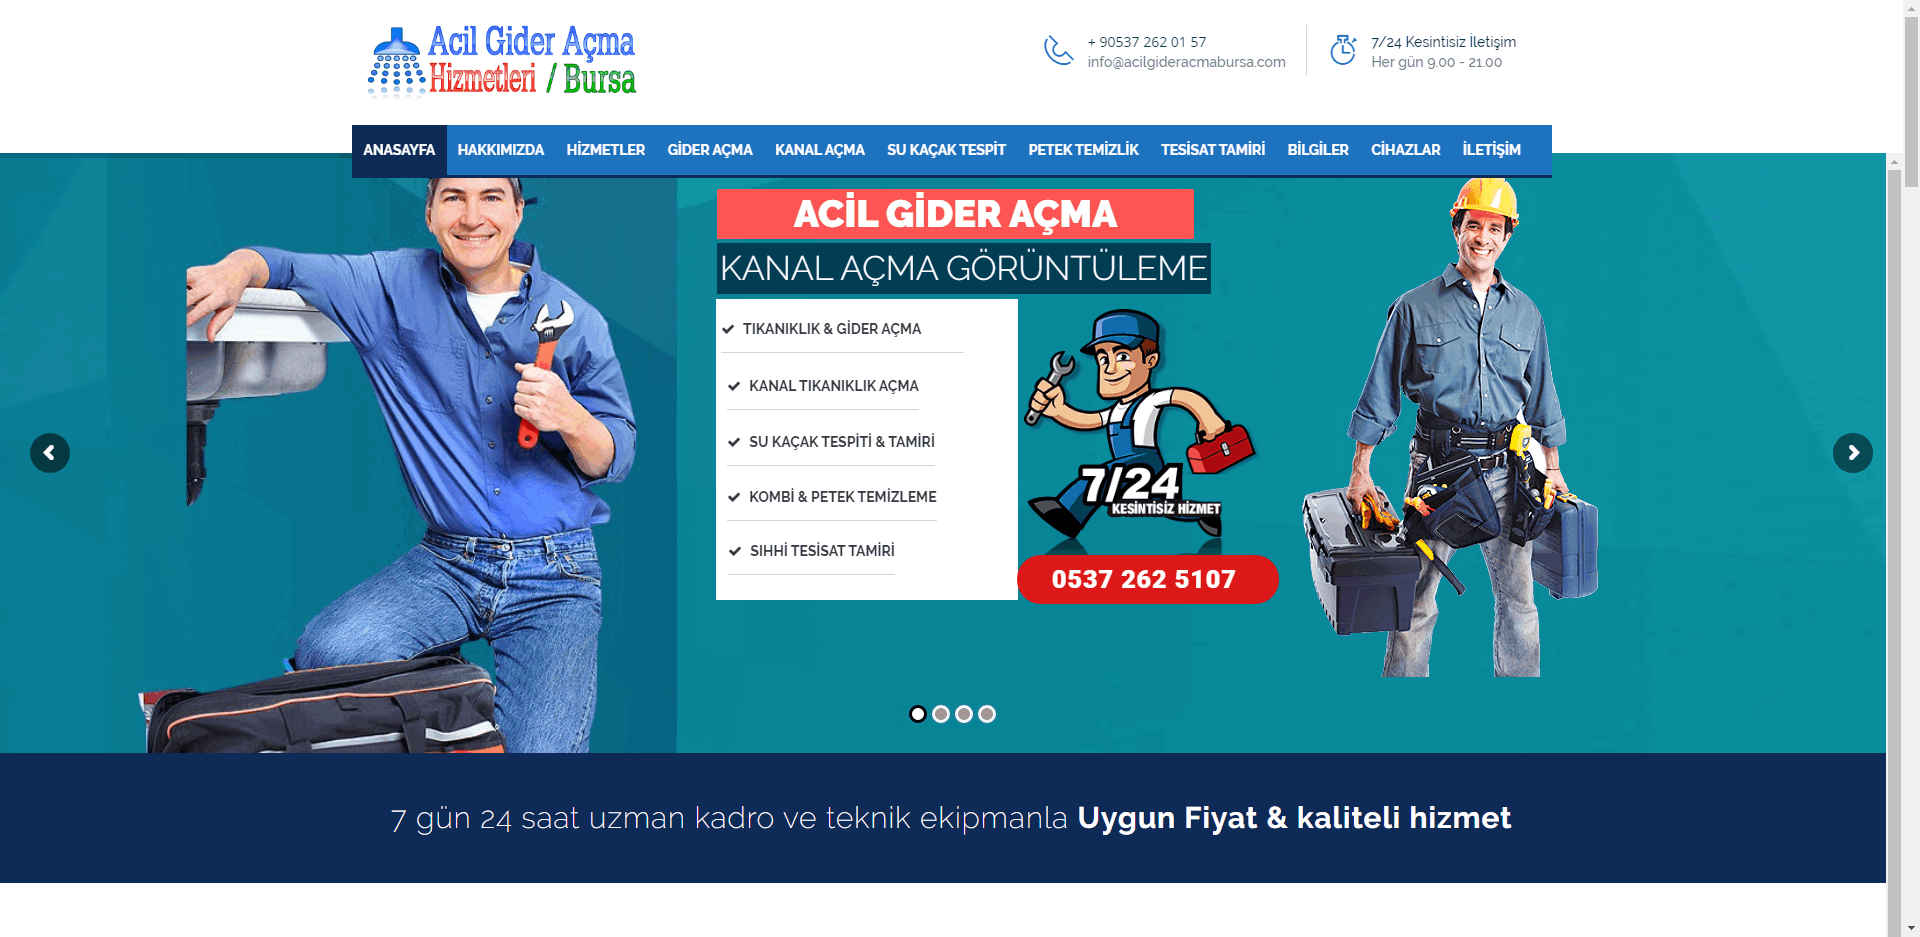 Acil Gider Açma
Hizmetleri / Bursa
+ 90537 262 01 57
info@acilgideracmabursa.com
7/24 Kesintisiz İletişim
Her gün 9.00 - 21.00
ANASAYFA HAKKIMIZDA HİZMETLER GİDER AÇMA KANAL AÇMA SU KAÇAK TESPİT PETEK TEMİZLİK TESİSAT TAMİRİ BİLGİLER CİHAZLAR İLETİŞİM
ACİL GİDER AÇMA
KANAL AÇMA GÖRÜNTÜLEME
TIKANIKLIK & GİDER AÇMA
KANAL TIKANIKLIK AÇMA
SU KAÇAK TESPİTİ & TAMİRİ
KOMBİ & PETEK TEMİZLEME
SIHHİ TESİSAT TAMİRİ
7/24
KESİNTİSİZ HİZMET
0537 262 5107
7 gün 24 saat uzman kadro ve teknik ekipmanla Uygun Fiyat & kaliteli hizmet